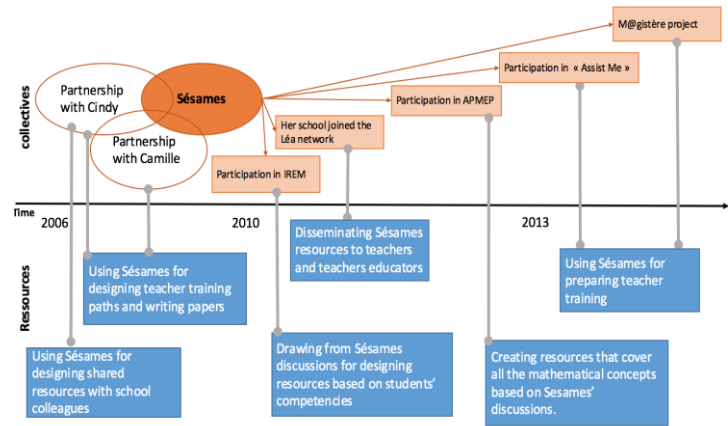 M@gistère project
Participation in « Assist Me »
Partnership
with Cindy
Sésames
Participation in APMEP
collectives
Partnership
with Camille
Her school joined the
Léa network
Participation in IREM
Time
2006
2010
2013
Ressources
Disseminating Sésames
resources to teachers
and teachers educators
Using Sésames for
designing teacher training
paths and writing papers
Using Sésames for
preparing teacher
training
Using Sésames for
designing shared
resources with school
colleagues
Drawing from Sésames
discussions for designing
resources based on students'
competencies
Creating resources that cover
all the mathematical concepts
based on Sesames'
discussions.